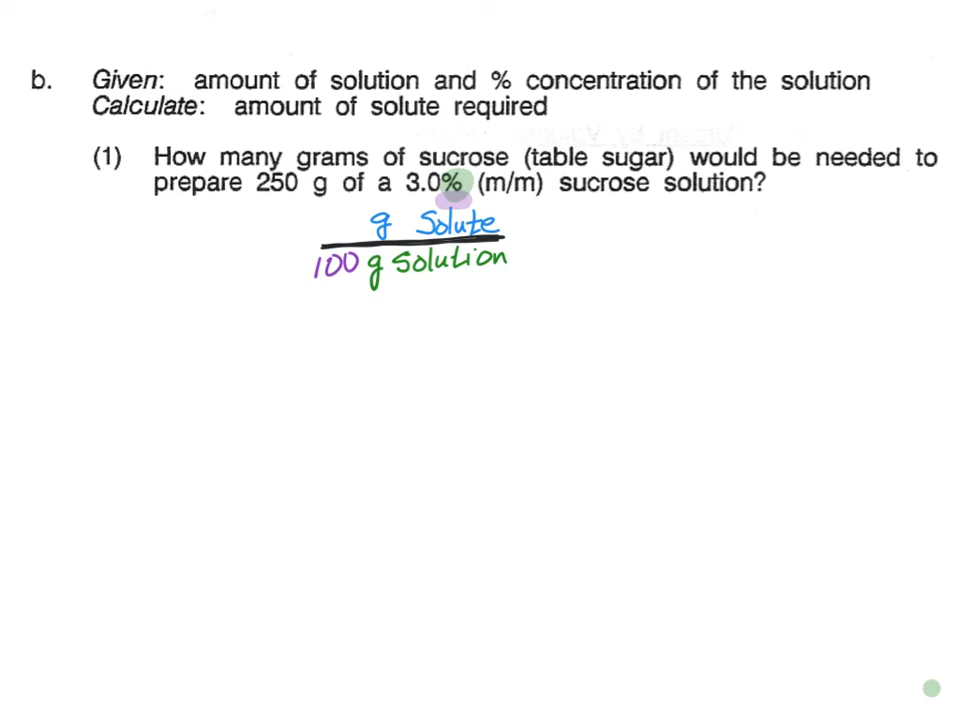 b. Given: amount of solution and % concentration of the solution
Calculate: amount of solute required
(1) How many grams of sucrose (table sugar) would be needed to
prepare 250 g of a 3.0% (m/m) sucrose solution?
g Solute
100 g Solution